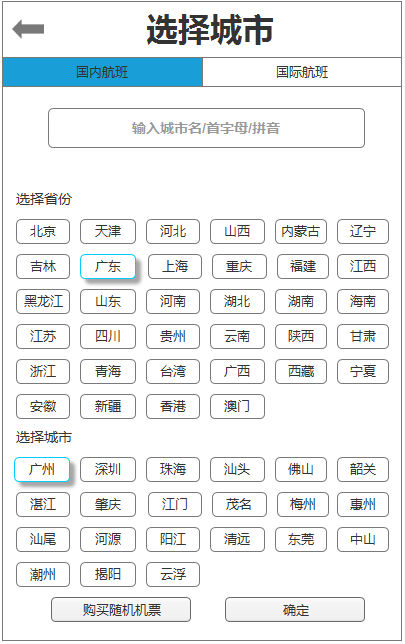 选择城市
国内航班 国际航班
输入城市名/首字母/拼音
选择省份
北京 天津 河北 山西 内蒙古 辽宁
吉林 广东 上海 重庆 福建 江西
黑龙江 山东 河南 湖北 湖南 海南
江苏 四川 贵州 云南 陕西 甘肃
浙江 青海 台湾 广西 西藏 宁夏
安徽 新疆 香港 澳门
选择城市
广州 深圳 珠海 汕头 佛山 韶关
湛江 肇庆 江门 茂名 梅州 惠州
汕尾 河源 阳江 清远 东莞 中山
潮州 揭阳 云浮
购买随机机票 确定